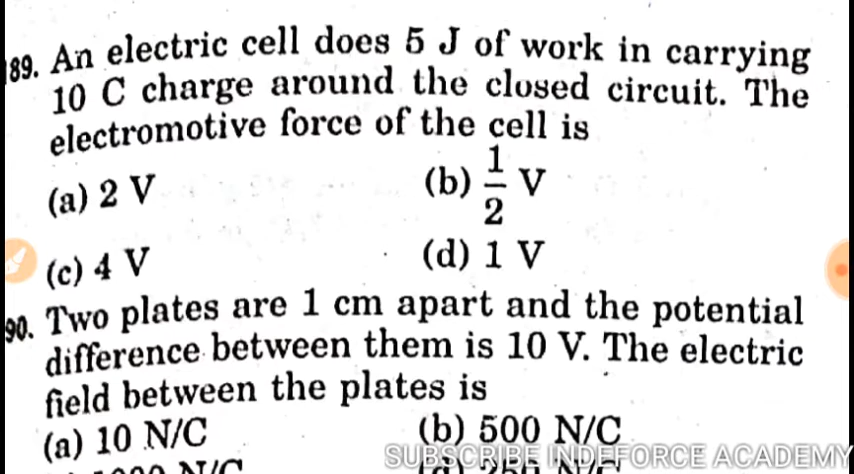 89. An electric cell does 5 J of work in carrying
10 C charge around the closed circuit. The
electromotive force of the cell is
(a) 2 V (b) 1/2 V
(c) 4 V (d) 1 V
90. Two plates are 1 cm apart and the potential
difference between them is 10 V. The electric
field between the plates is
(a) 10 N/C (b) 500 N/C
SUBSCRIBE INDEFORCE ACADEMY